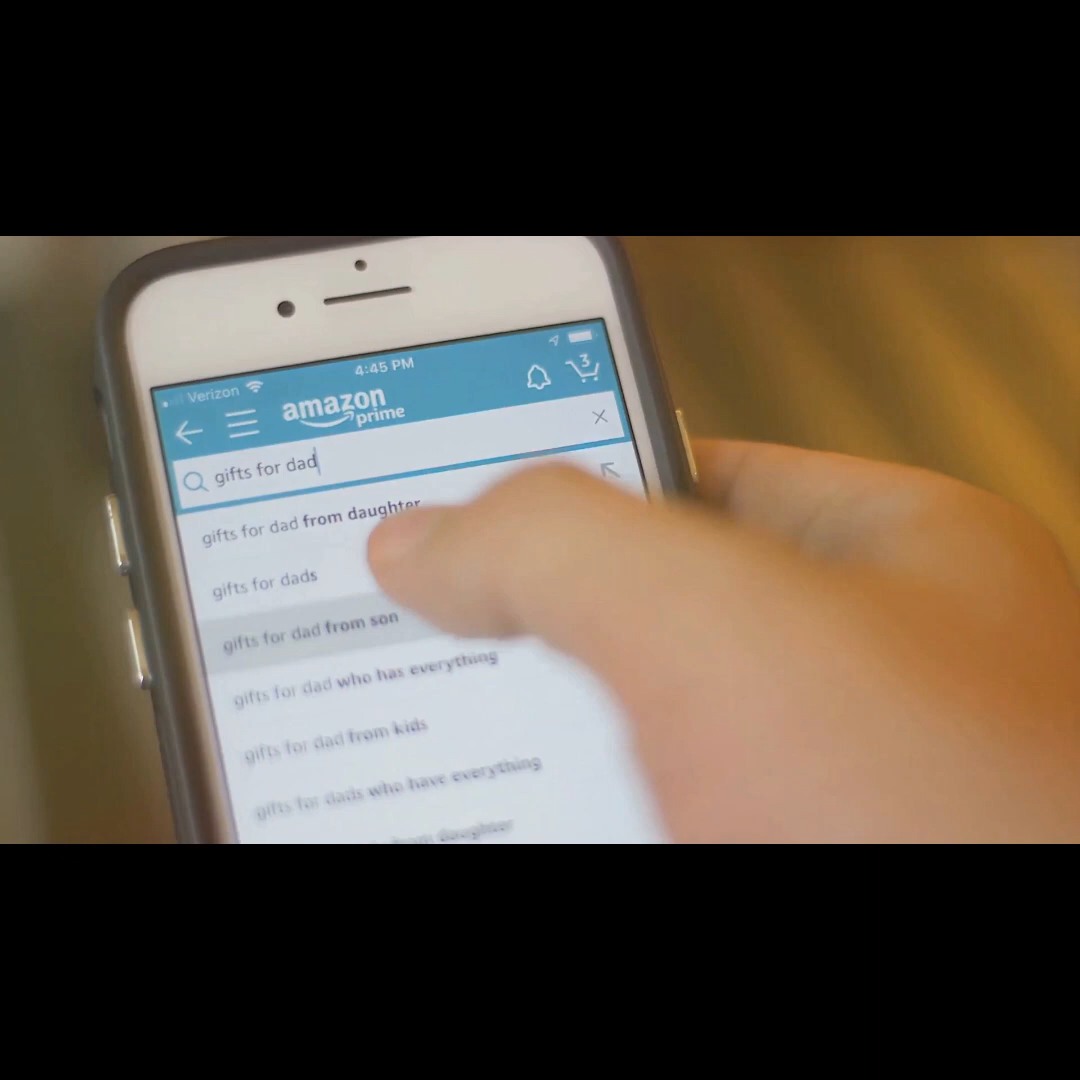 4:45 PM
Verizon
amazon
prime
3
gifts for dad
gifts for dad from daughter
gifts for dads
gifts for dad from son
gifts for dad who has everything
gifts for dad from kids
gifts for dads who have everything
from daughter